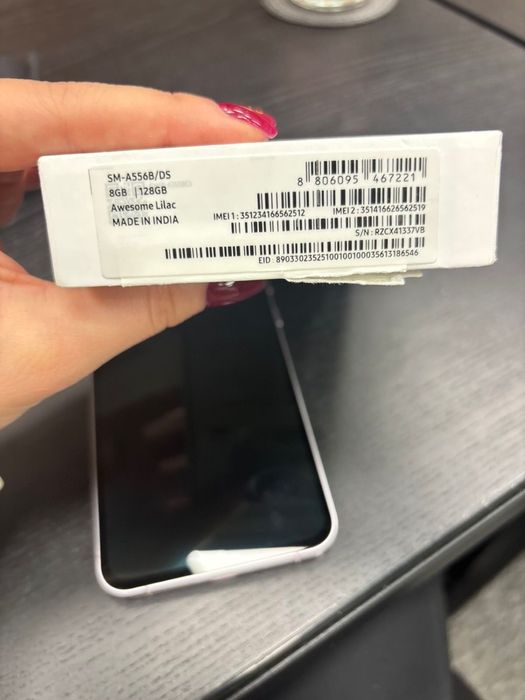 SM-A556B/DS
8GB 128GB
Awesome Lilac
MADE IN INDIA
8 806095 467221
IMEI 1 : 351234166562512
IMEI 2 : 351416626562519
S/N : RZCX41337VB
EID : 89033023525100100100035613186546